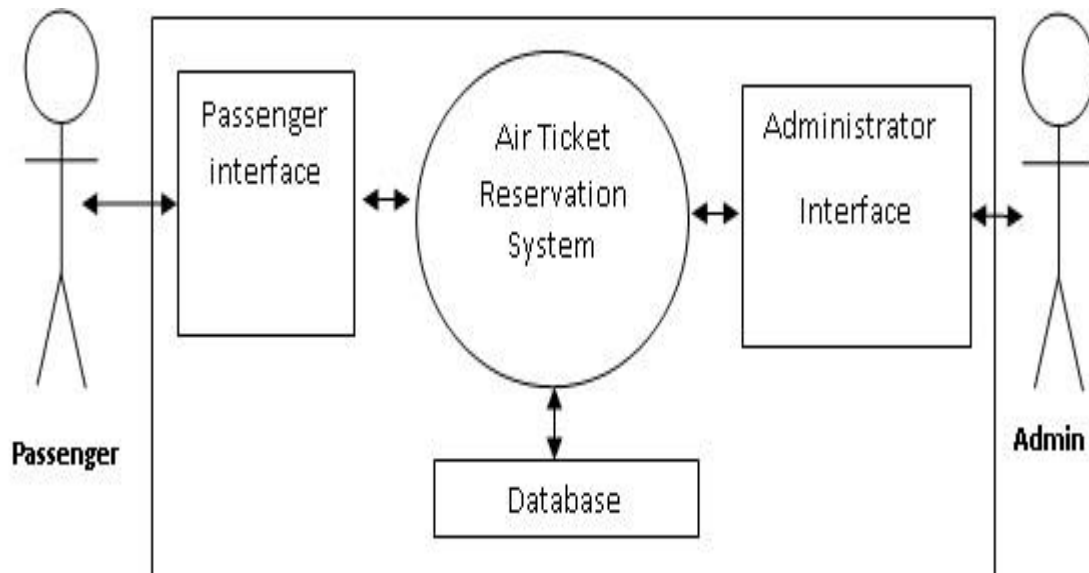 Passenger
interface
Air Ticket
Reservation
System
Administrator
Interface
Passenger
Admin
Database